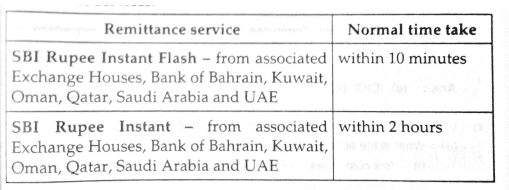 Remittance service Normal time take
SBI Rupee Instant Flash – from associated within 10 minutes
Exchange Houses, Bank of Bahrain, Kuwait,
Oman, Qatar, Saudi Arabia and UAE
SBI Rupee Instant – from associated within 2 hours
Exchange Houses, Bank of Bahrain, Kuwait,
Oman, Qatar, Saudi Arabia and UAE